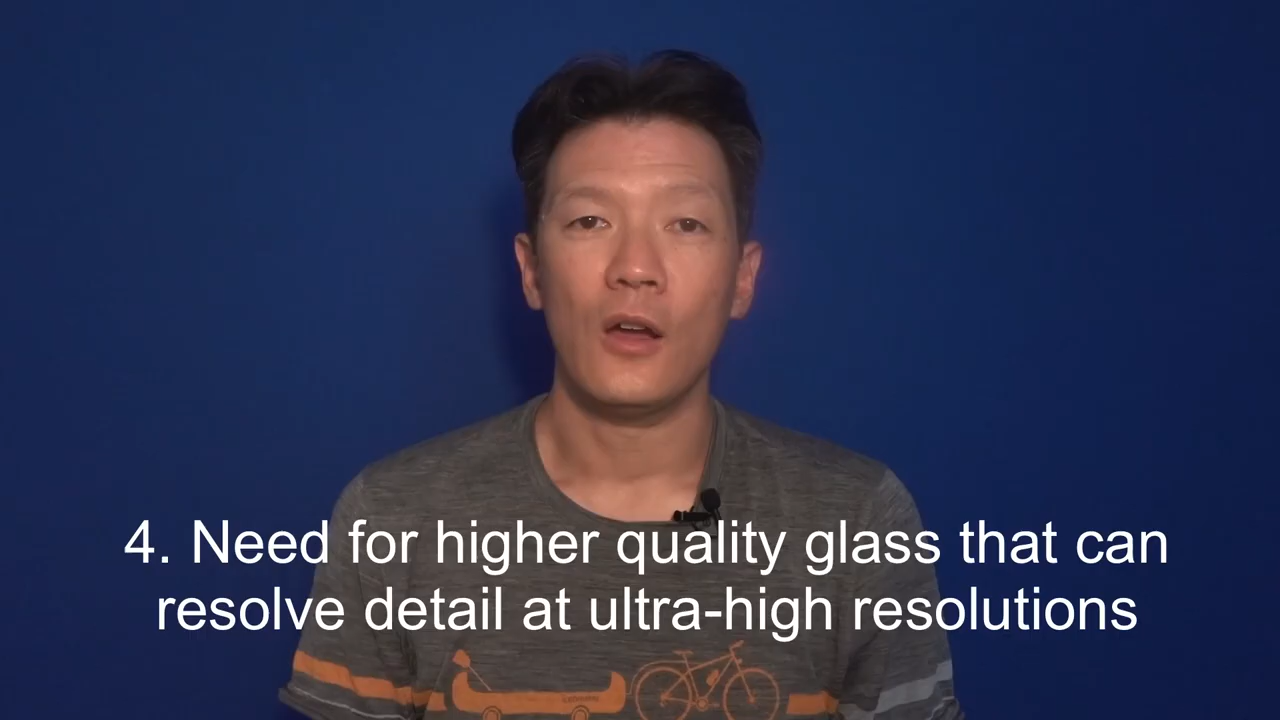 4. Need for higher quality glass that can
resolve detail at ultra-high resolutions